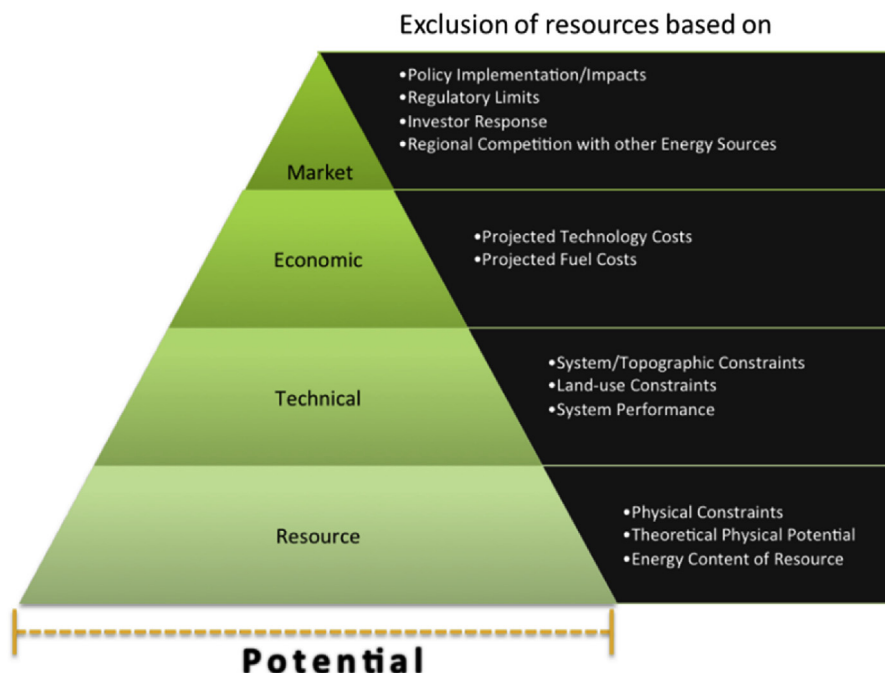 Exclusion of resources based on
•Policy Implementation/Impacts
•Regulatory Limits
•Investor Response
•Regional Competition with other Energy Sources
Market
•Projected Technology Costs
•Projected Fuel Costs
Economic
•System/Topographic Constraints
•Land-use Constraints
•System Performance
Technical
•Physical Constraints
•Theoretical Physical Potential
•Energy Content of Resource
Resource
Potential